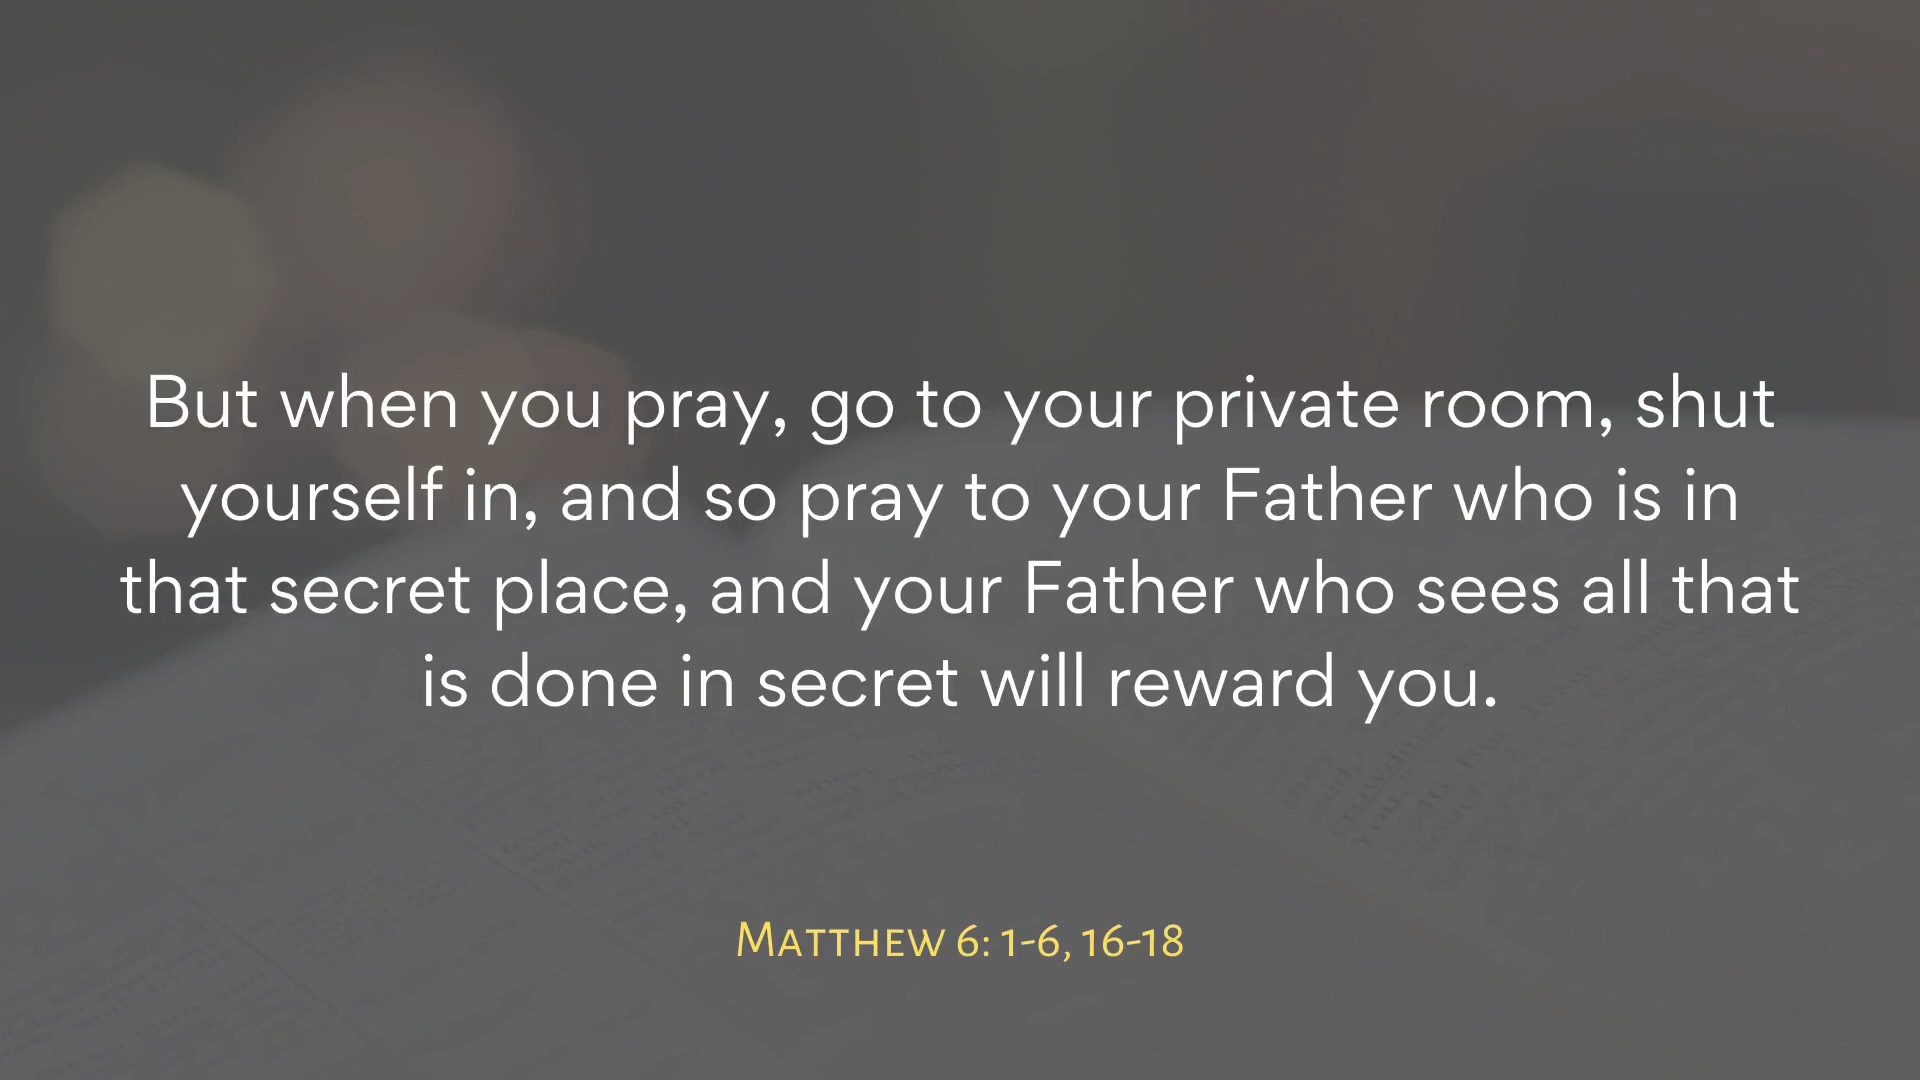 But when you pray, go to your private room, shut
yourself in, and so pray to your Father who is in
that secret place, and your Father who sees all that
is done in secret will reward you.
Matthew 6: 1-6, 16-18